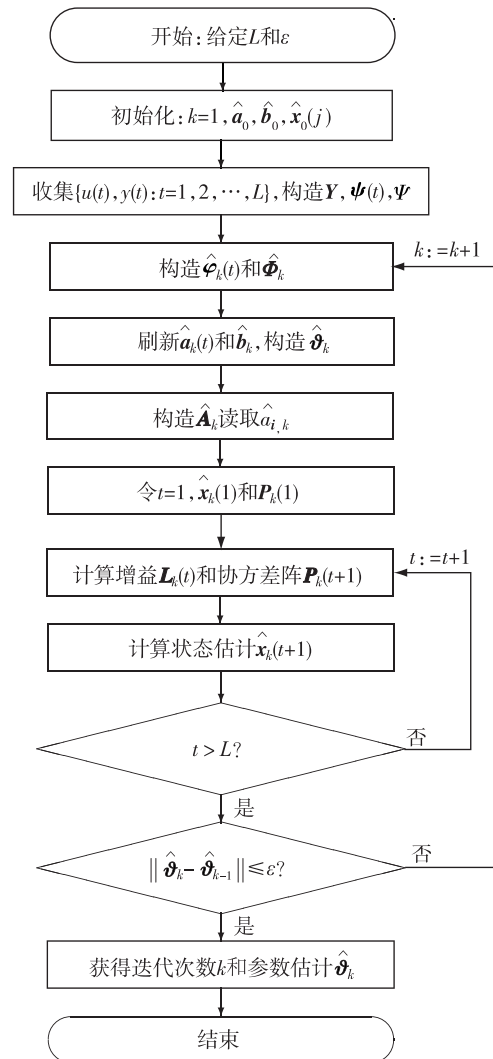 开始:给定L和ε
初始化:k=1,â₀,b̂₀,x̂₀(j)
收集{u(t),y(t):t=1,2,⋯,L},构造Y,ψ(t),Ψ
k:=k+1
构造φ̂ₖ(t)和Φ̂ₖ
刷新âₖ(t)和b̂ₖ,构造ϑ̂ₖ
构造Âₖ读取âᵢ,ₖ
令t=1,x̂ₖ(1)和Pₖ(1)
t:=t+1
计算增益Lₖ(t)和协方差阵Pₖ(t+1)
计算状态估计x̂ₖ(t+1)
t>L?
否
是
‖ϑ̂ₖ-ϑ̂ₖ₋₁‖≤ε?
否
是
获得迭代次数k和参数估计ϑ̂ₖ
结束